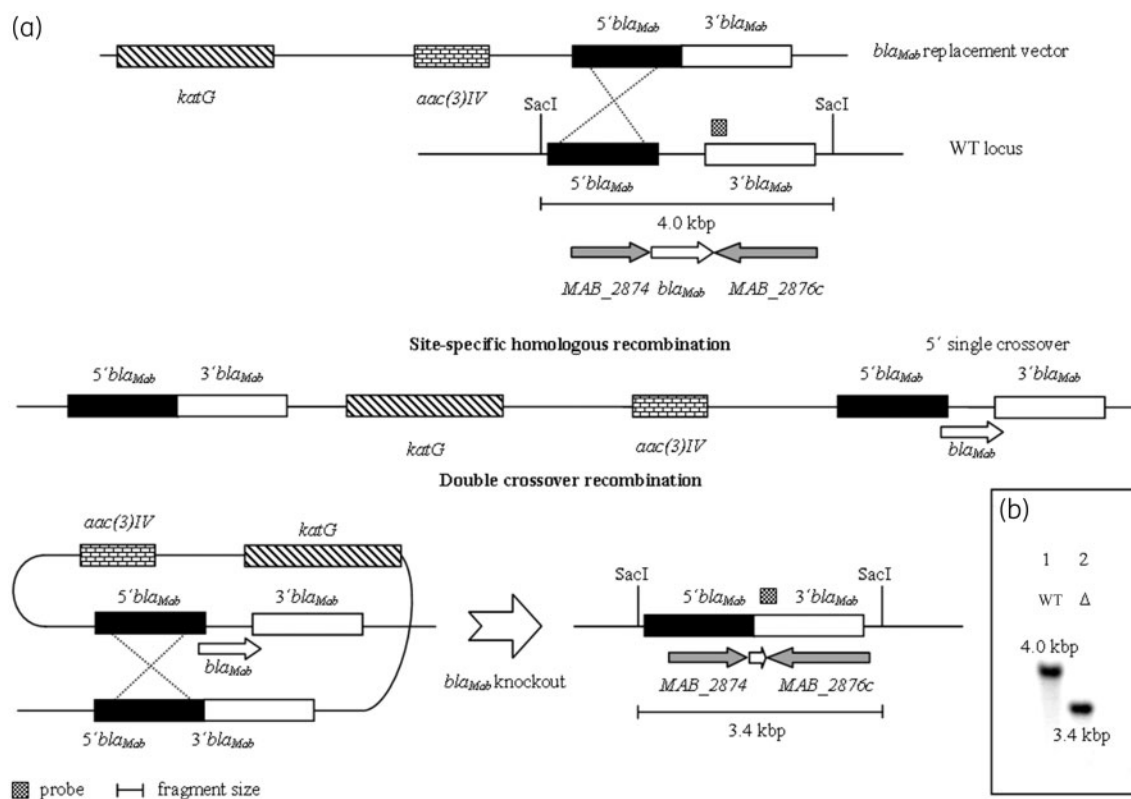 (a)
5´blaMab 3´blaMab
blaMab replacement vector
katG aac(3)IV
SacI SacI
WT locus
5´blaMab 3´blaMab
4.0 kbp
MAB_2874 blaMab MAB_2876c
Site-specific homologous recombination
5´ single crossover
5´blaMab 3´blaMab 5´blaMab 3´blaMab
katG aac(3)IV blaMab
Double crossover recombination
aac(3)IV katG
5´blaMab 3´blaMab
blaMab
5´blaMab 3´blaMab
blaMab knockout
SacI SacI
5´blaMab 3´blaMab
MAB_2874 MAB_2876c
3.4 kbp
(b)
1 2
WT Δ
4.0 kbp
3.4 kbp
probe fragment size